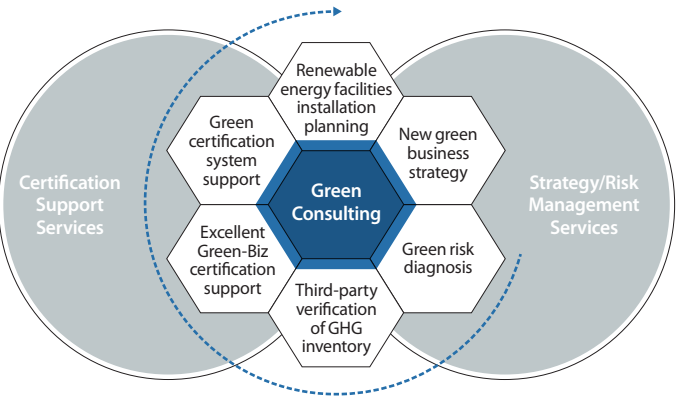 Renewable
energy facilities
installation
planning
Green
certification
system
support
New green
business
strategy
Certification
Support
Services
Green
Consulting
Strategy/Risk
Management
Services
Excellent
Green-Biz
certification
support
Green risk
diagnosis
Third-party
verification
of GHG
inventory